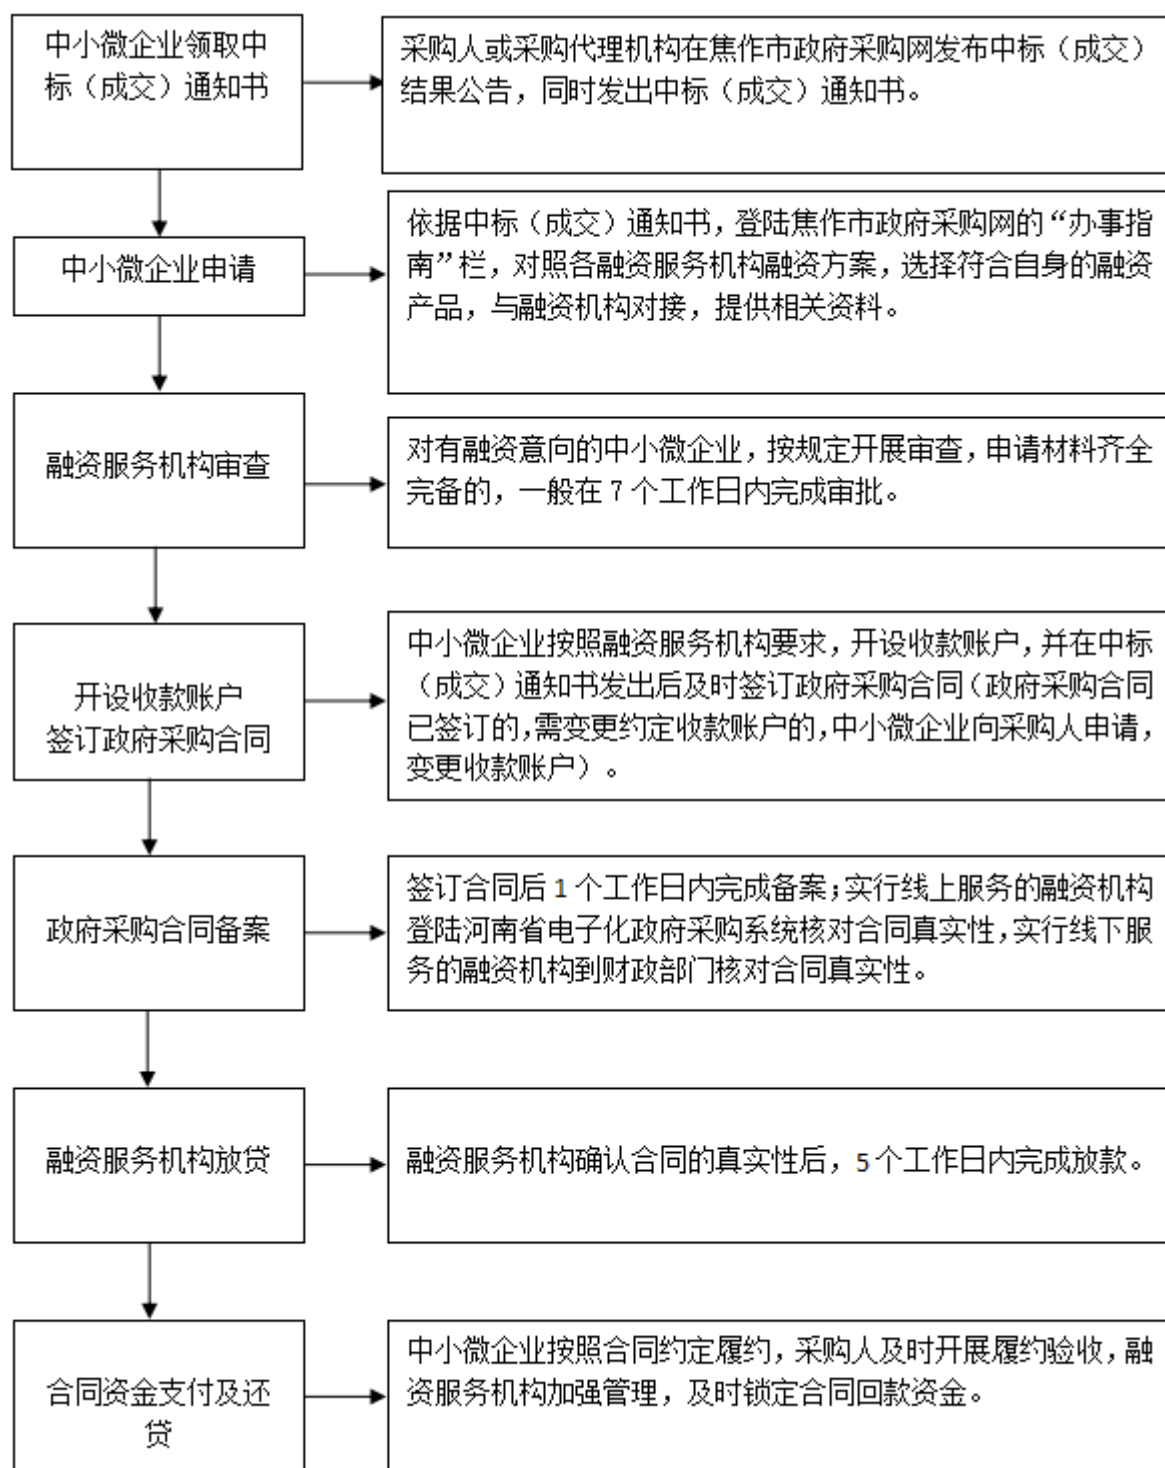 中小微企业领取中
标（成交）通知书
采购人或采购代理机构在焦作市政府采购网发布中标（成交）
结果公告，同时发出中标（成交）通知书。
中小微企业申请
依据中标（成交）通知书，登陆焦作市政府采购网的“办事指
南”栏，对照各融资服务机构融资方案，选择符合自身的融资
产品，与融资机构对接，提供相关资料。
融资服务机构审查
对有融资意向的中小微企业，按规定开展审查，申请材料齐全
完备的，一般在 7 个工作日内完成审批。
开设收款账户
签订政府采购合同
中小微企业按照融资服务机构要求，开设收款账户，并在中标
（成交）通知书发出后及时签订政府采购合同（政府采购合同
已签订的，需变更约定收款账户的，中小微企业向采购人申请，
变更收款账户）。
政府采购合同备案
签订合同后 1 个工作日内完成备案；实行线上服务的融资机构
登陆河南省电子化政府采购系统核对合同真实性，实行线下服
务的融资机构到财政部门核对合同真实性。
融资服务机构放贷
融资服务机构确认合同的真实性后，5 个工作日内完成放款。
合同资金支付及还
贷
中小微企业按照合同约定履约，采购人及时开展履约验收，融
资服务机构加强管理，及时锁定合同回款资金。